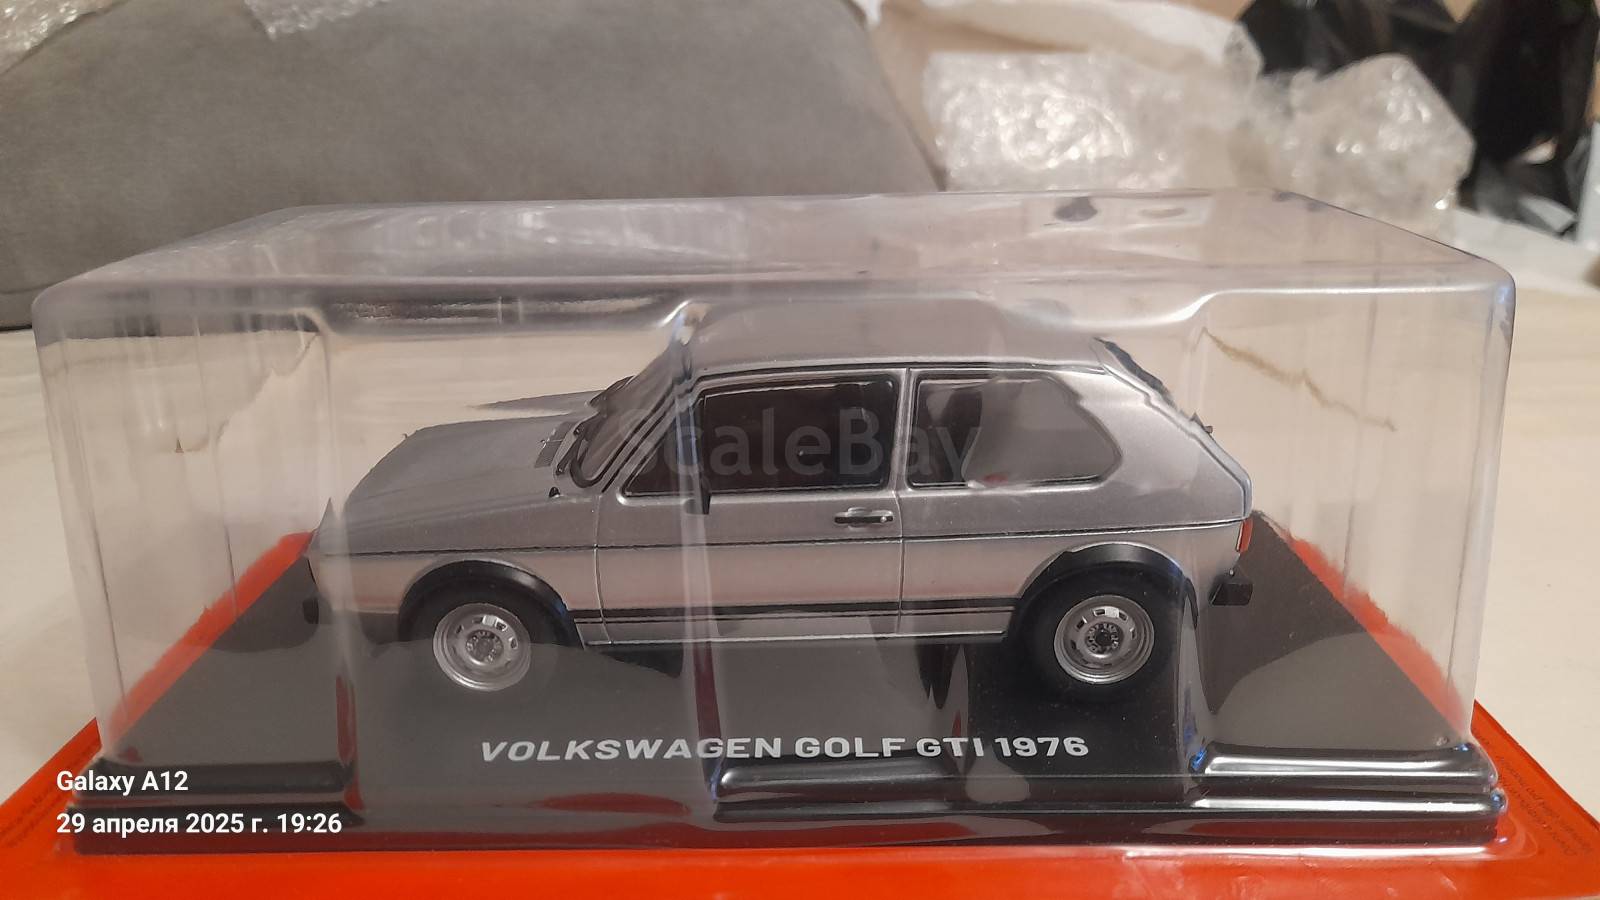 ScaleBay
VOLKSWAGEN GOLF GTI 1976
Galaxy A12
29 апреля 2025 г. 19:26